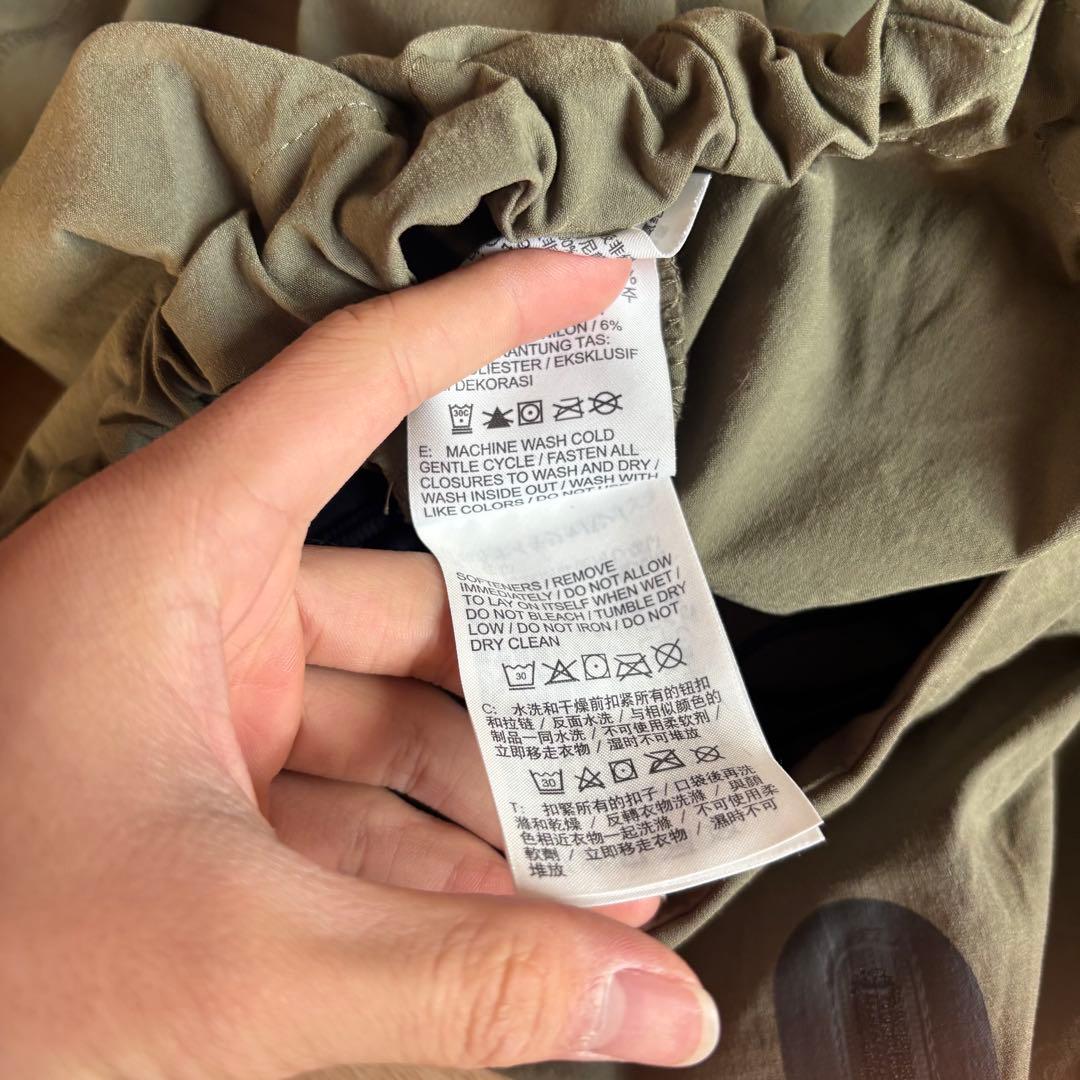 NILON / 6%
KANTUNG TAS:
POLIESTER / EKSKLUSIF
DEKORASI
30C
E: MACHINE WASH COLD
GENTLE CYCLE / FASTEN ALL
CLOSURES TO WASH AND DRY /
WASH INSIDE OUT / WASH WITH
LIKE COLORS / DO NOT USE
SOFTENERS / REMOVE
IMMEDIATELY / DO NOT ALLOW
TO LAY ON ITSELF WHEN WET /
DO NOT BLEACH / TUMBLE DRY
LOW / DO NOT IRON / DO NOT
DRY CLEAN
30
C: 水洗和干燥前扣紧所有的钮扣
和拉链 / 反面水洗 / 与相似颜色的
制品一同水洗 / 不可使用柔软剂 /
立即移走衣物 / 湿时不可堆放
30
T: 扣緊所有的扣子 / 口袋後再洗
滌和乾燥 / 反轉衣物洗滌 / 與顏
色相近衣物一起洗滌 / 不可使用柔
軟劑 / 立即移走衣物 / 濕時不可
堆放